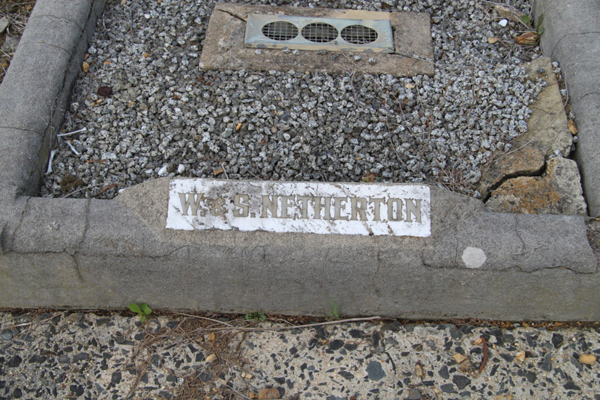 W. & S. NETHERTON